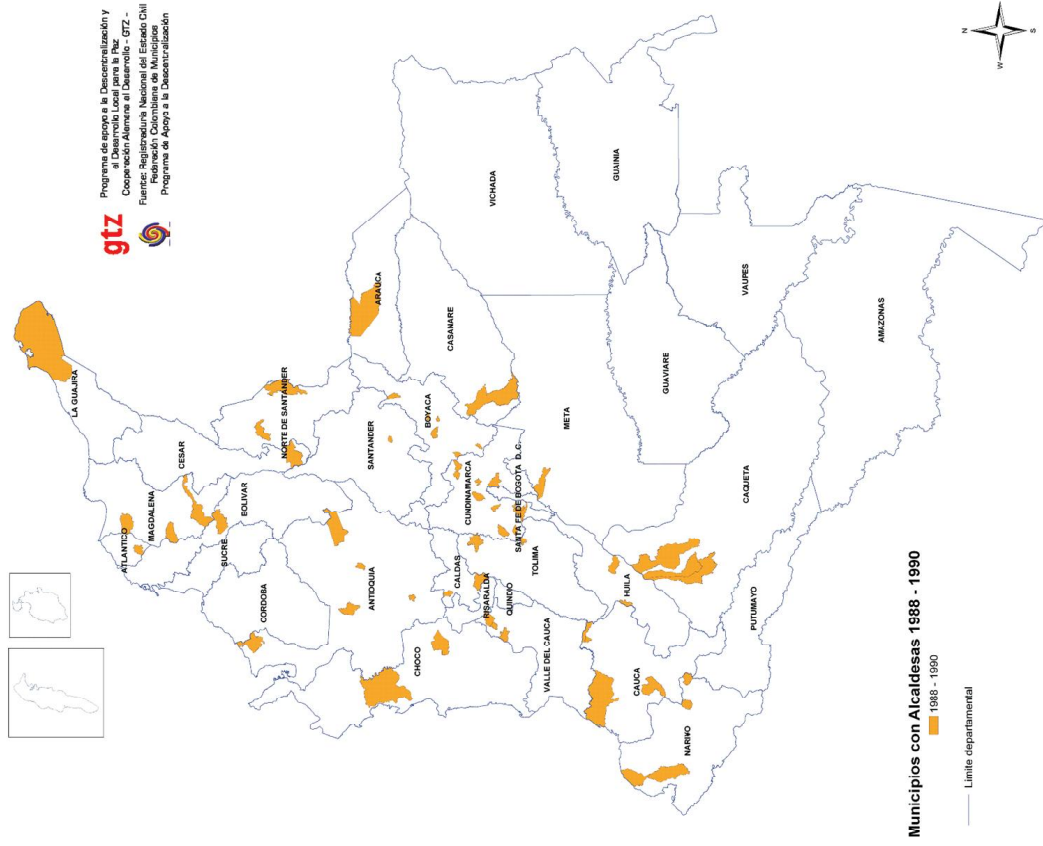 gtz
Programa de apoyo a la Descentralización y
al Desarrollo Local para la Paz
Cooperación Alemana al Desarrollo - GTZ -
Fuente: Registraduría Nacional del Estado Civil
Federación Colombiana de Municipios
Programa de Apoyo a la Descentralización
N
W
S
LA GUAJIRA
ATLANTICO
MAGDALENA
CESAR
SUCRE
BOLIVAR
NORTE DE SANTANDER
CORDOBA
ANTIOQUIA
SANTANDER
ARAUCA
CHOCO
CALDAS
BOYACA
CASANARE
VICHADA
RISARALDA
QUINDIO
CUNDINAMARCA
SANTA FE DE BOGOTA D. C.
TOLIMA
META
VALLE DEL CAUCA
GUAINIA
HUILA
CAUCA
GUAVIARE
VAUPES
NARIÑO
CAQUETA
PUTUMAYO
AMAZONAS
Municipios con Alcaldesas 1988 - 1990
1988 - 1990
Limite departamental